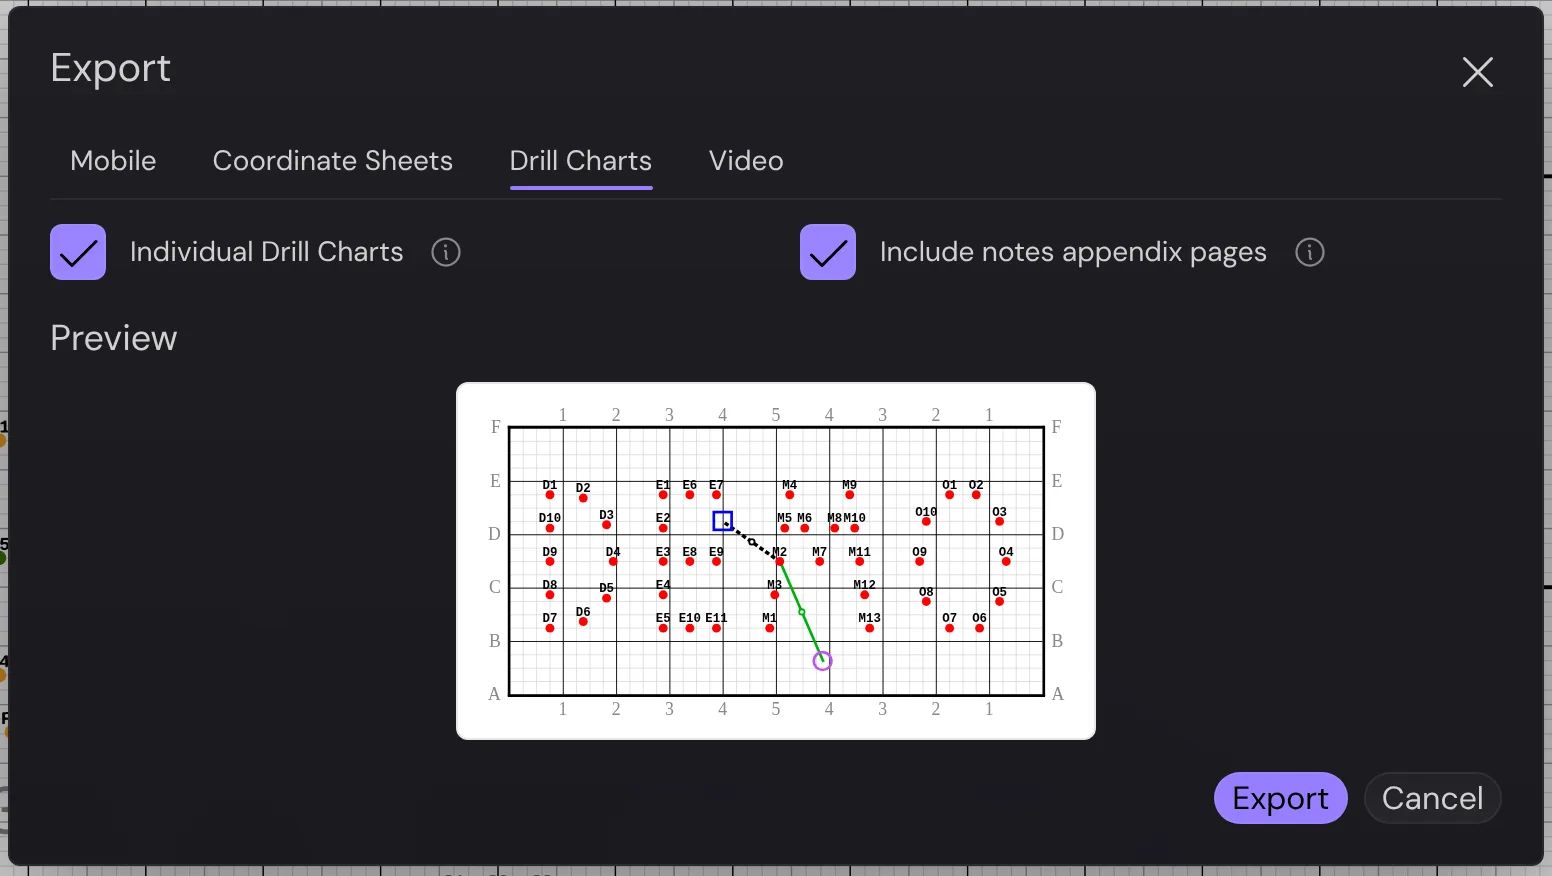 Export
Mobile Coordinate Sheets Drill Charts Video
Individual Drill Charts Include notes appendix pages
Preview
1 2 3 4 5 4 3 2 1
F F
E E
D1 D2 E1 E6 E7 M4 M9 O1 O2
D10 D3 E2 M5 M6 M8 M10 O10 O3
D D
D9 D4 E3 E8 E9 M2 M7 M11 O9 O4
C C
D8 D5 E4 M3 M12 O8 O5
D7 D6 E5 E10 E11 M1 M13 O7 O6
B B
A A
1 2 3 4 5 4 3 2 1
Export Cancel